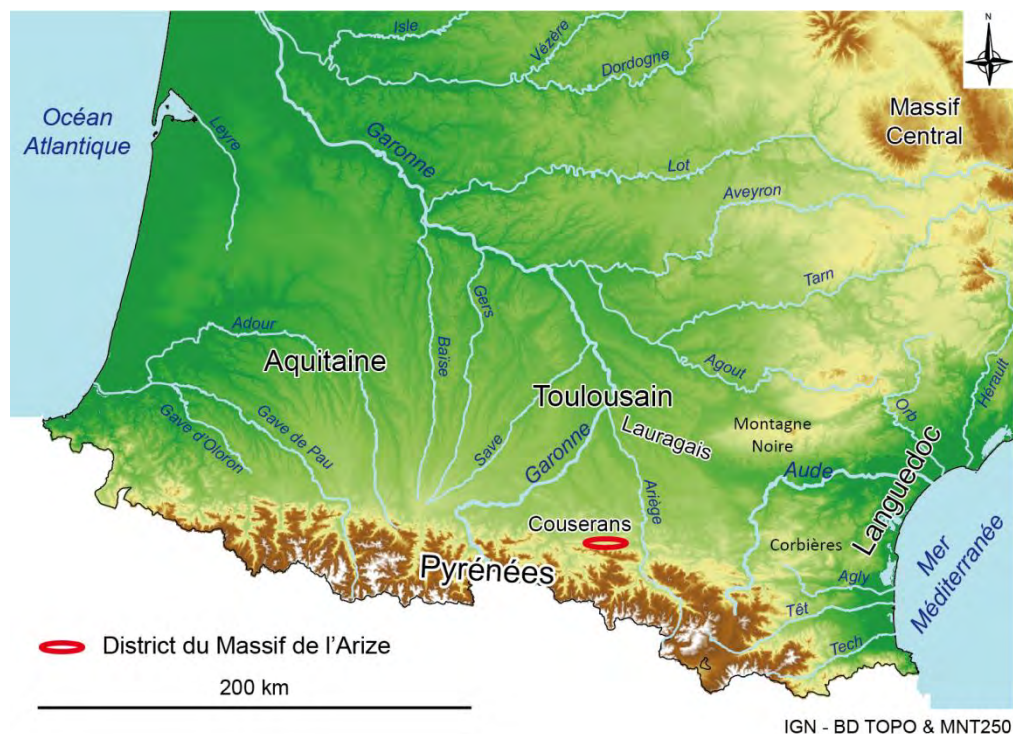 Isle
Vézère
Dordogne
N
Océan
Atlantique
Leyre
Garonne
Massif
Central
Lot
Aveyron
Tarn
Gers
Baïse
Adour
Aquitaine
Agout
Hérault
Orb
Toulousain
Lauragais
Montagne
Noire
Save
Garonne
Gave de Pau
Gave d'Oloron
Aude
Languedoc
Ariège
Couserans
Corbières
Pyrénées
Agly
Mer
Méditerranée
Têt
Tech
District du Massif de l'Arize
200 km
IGN - BD TOPO & MNT250